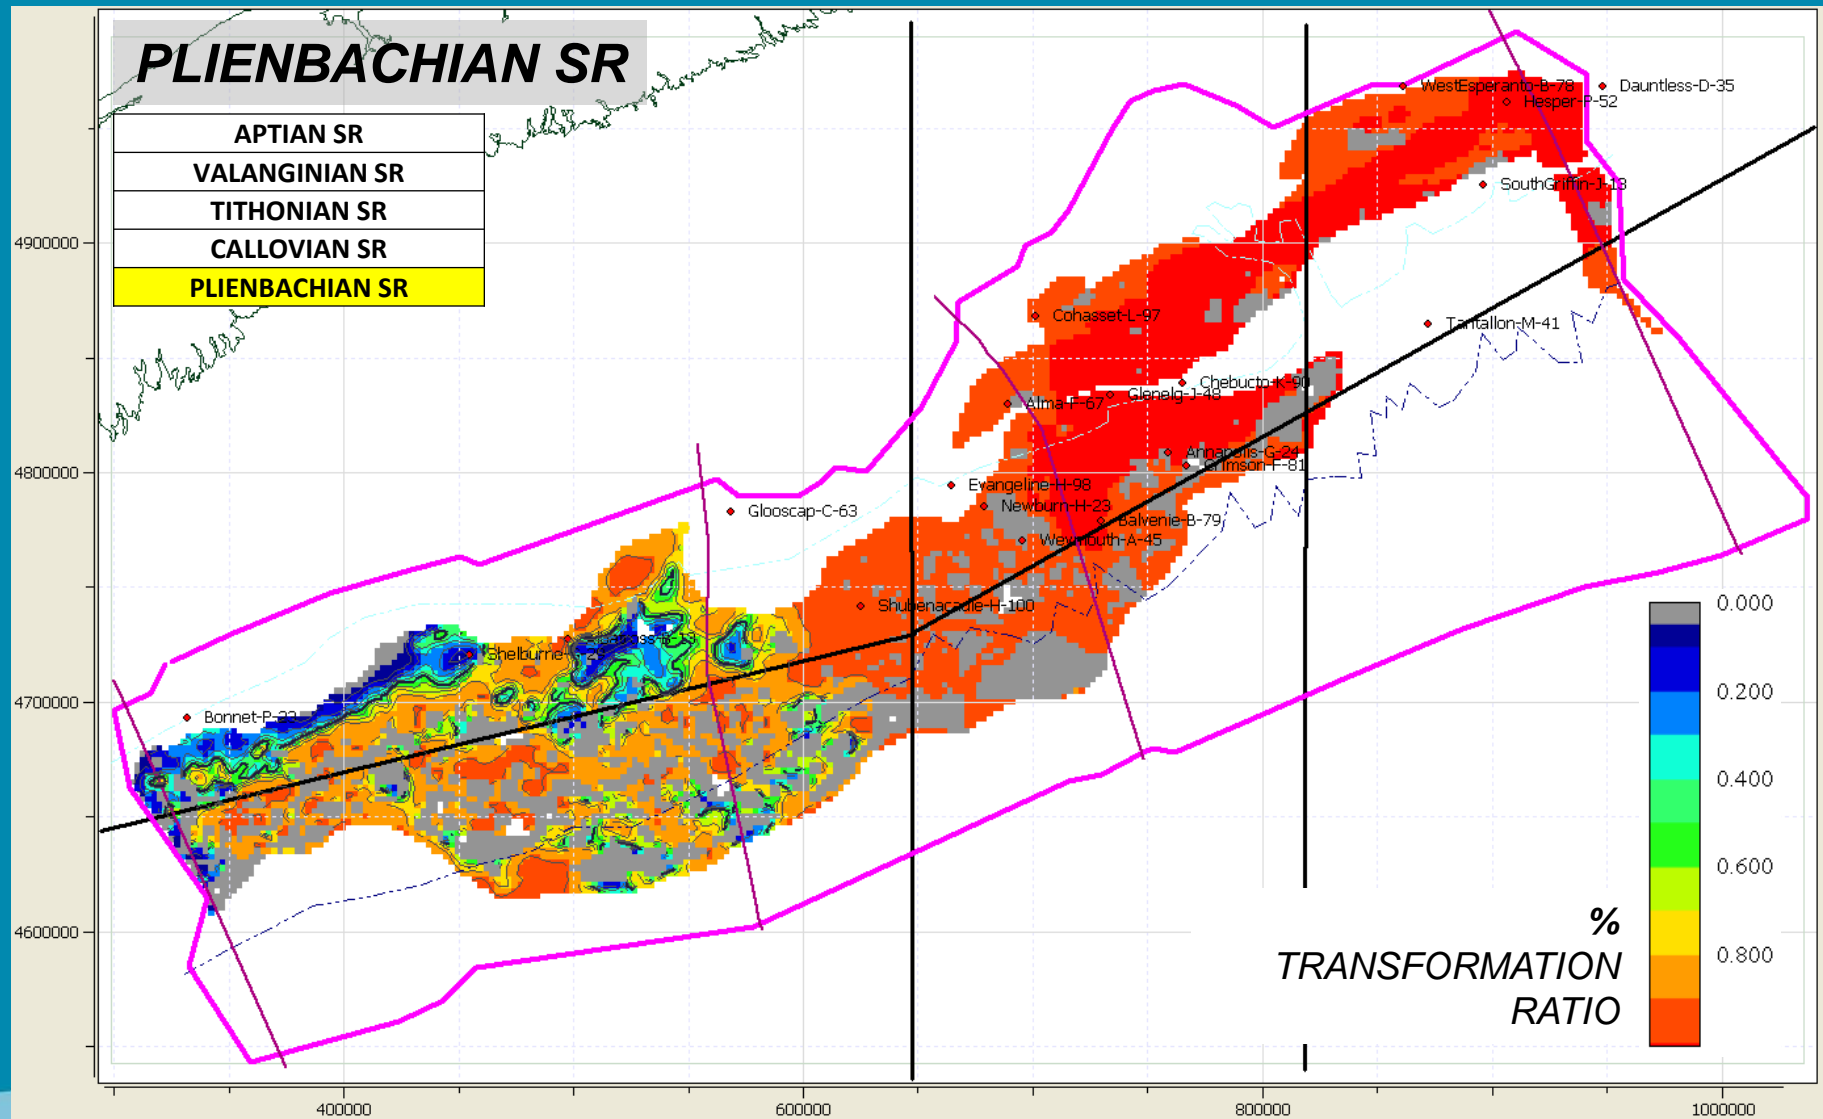 PLIENBACHIAN SR
APTIAN SR
VALANGINIAN SR
TITHONIAN SR
CALLOVIAN SR
PLIENBACHIAN SR
WestEsperanto-B-78
Dauntless-D-35
Hesper-P-52
SouthGriffin-J-13
4900000
Cohasset-L-97
Tantallon-M-41
Chebucto-K-90
Glenelg-J-48
Alma-F-67
Annapolis-G-24
Crimson-F-81
4800000
Evangeline-H-98
Newburn-H-23
Glooscap-C-63
Balvenie-B-79
Weymouth-A-45
Shubenacadie-H-100
Shelburne-
4700000
Bonnet-P-23
4600000
0.000
0.200
0.400
0.600
0.800
%
TRANSFORMATION
RATIO
400000
600000
800000
1000000